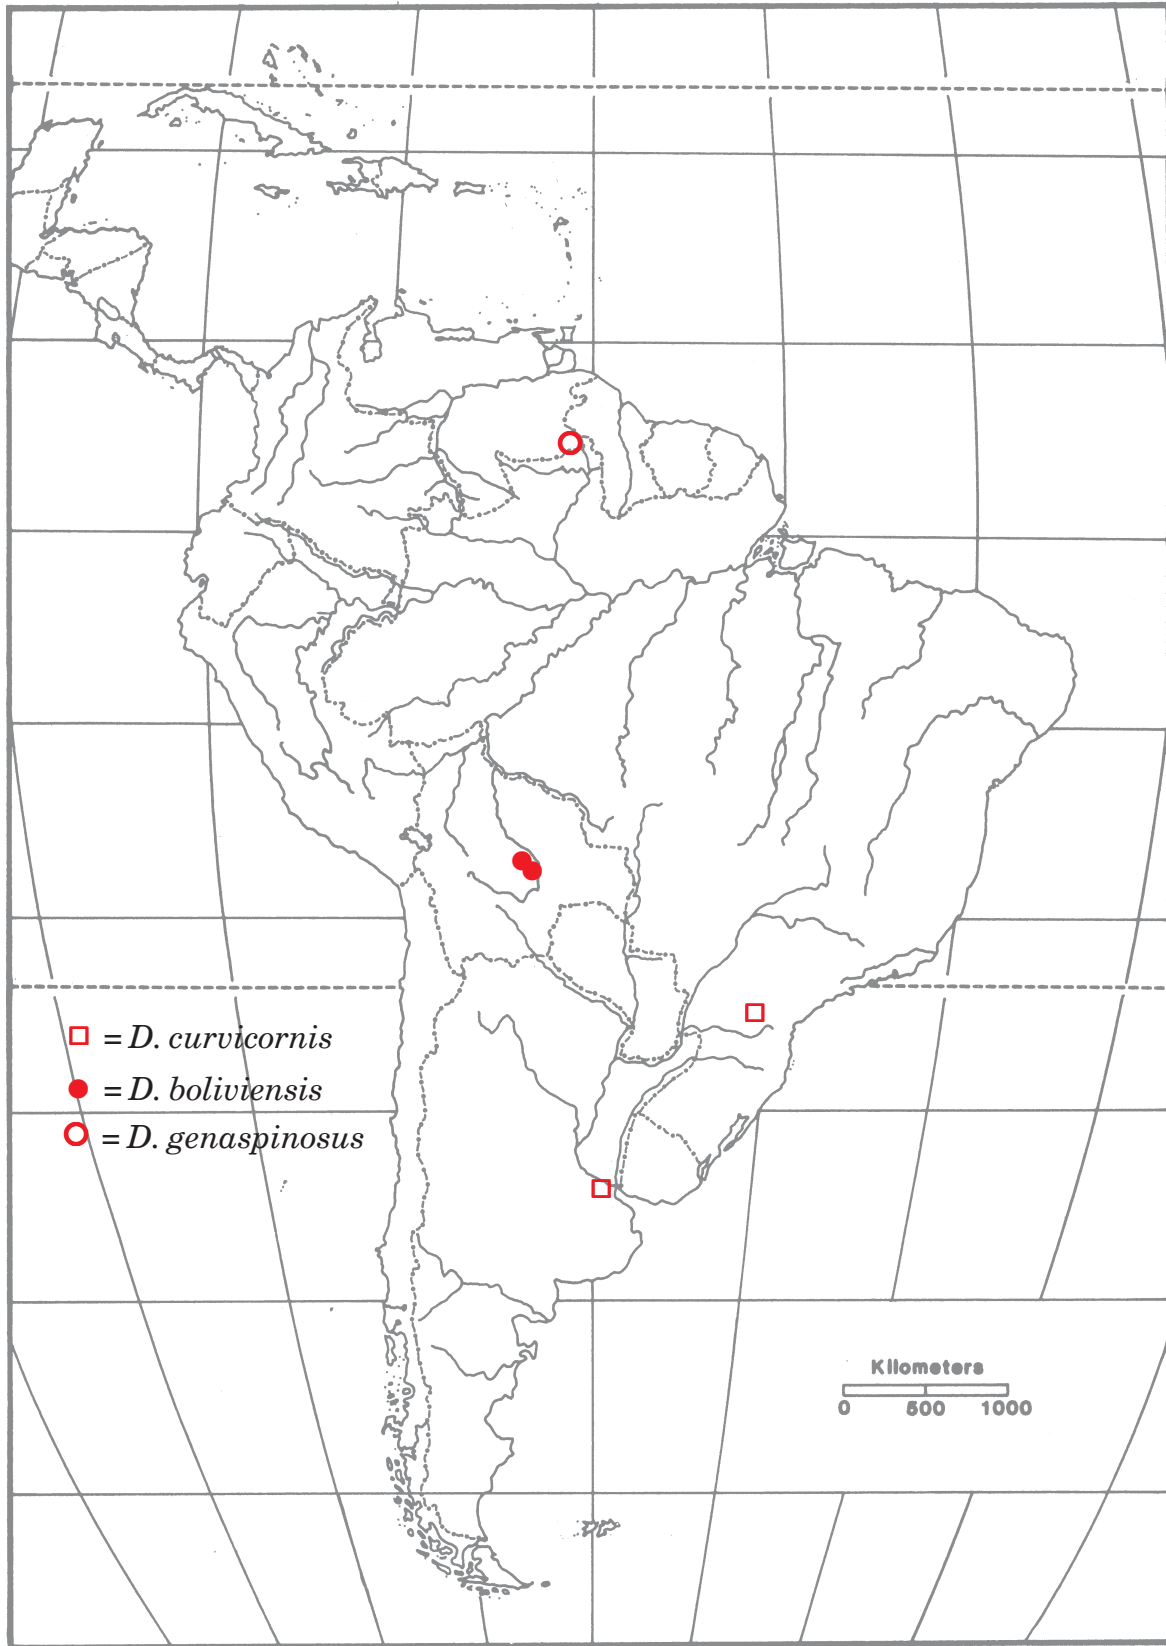 = D. curvicornis
= D. boliviensis
= D. genaspinosus
Kilometers
0 500 1000